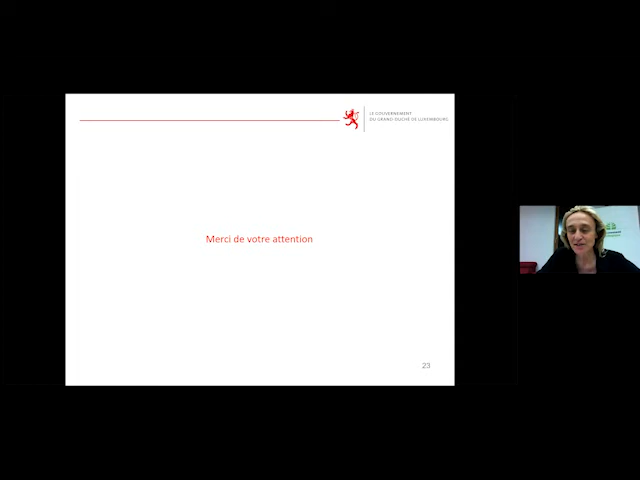 LE GOUVERNEMENT
DU GRAND-DUCHÉ DE LUXEMBOURG
Merci de votre attention
23